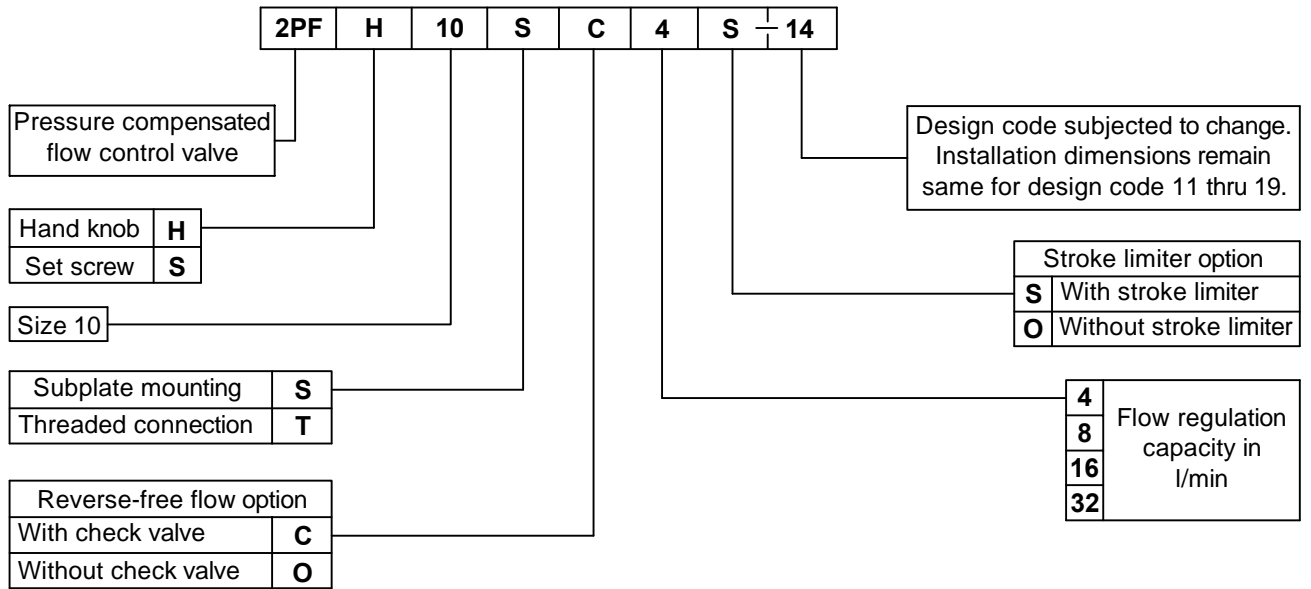 2PF H 10 S C 4 S - 14
Pressure compensated
flow control valve
Hand knob H
Set screw S
Size 10
Subplate mounting S
Threaded connection T
Reverse-free flow option
With check valve C
Without check valve O
Design code subjected to change.
Installation dimensions remain
same for design code 11 thru 19.
Stroke limiter option
S With stroke limiter
O Without stroke limiter
4
8
16
32
Flow regulation
capacity in
l/min